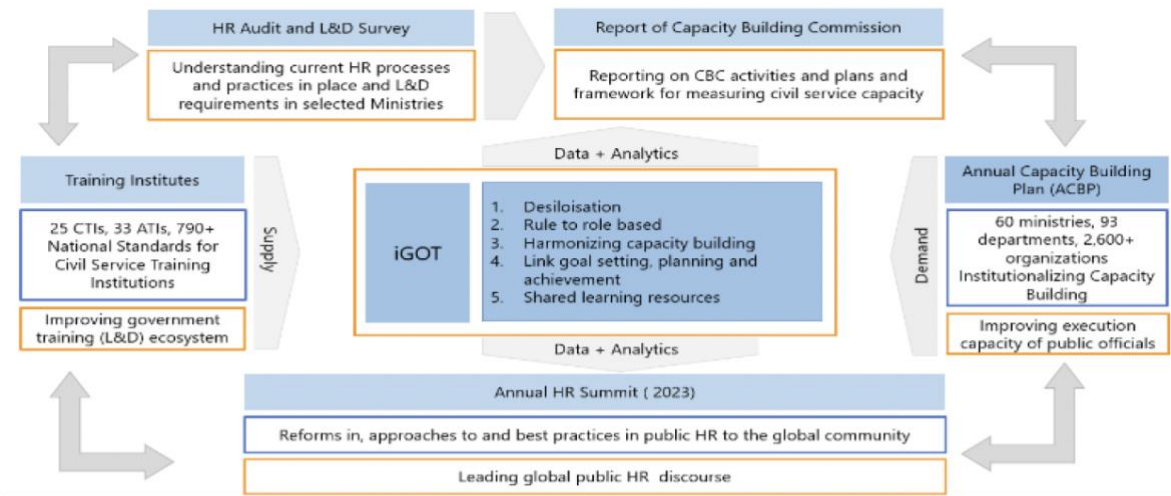 HR Audit and L&D Survey
Understanding current HR processes
and practices in place and L&D
requirements in selected Ministries
Report of Capacity Building Commission
Reporting on CBC activities and plans and
framework for measuring civil service capacity
Data + Analytics
Training Institutes
25 CTIs, 33 ATIs, 790+
National Standards for
Civil Service Training
Institutions
Improving government
training (L&D) ecosystem
Supply
iGOT
1. Desiloisation
2. Rule to role based
3. Harmonizing capacity building
4. Link goal setting, planning and
achievement
5. Shared learning resources
Demand
Annual Capacity Building
Plan (ACBP)
60 ministries, 93
departments, 2,600+
organizations
Institutionalizing Capacity
Building
Improving execution
capacity of public officials
Data + Analytics
Annual HR Summit ( 2023)
Reforms in, approaches to and best practices in public HR to the global community
Leading global public HR discourse